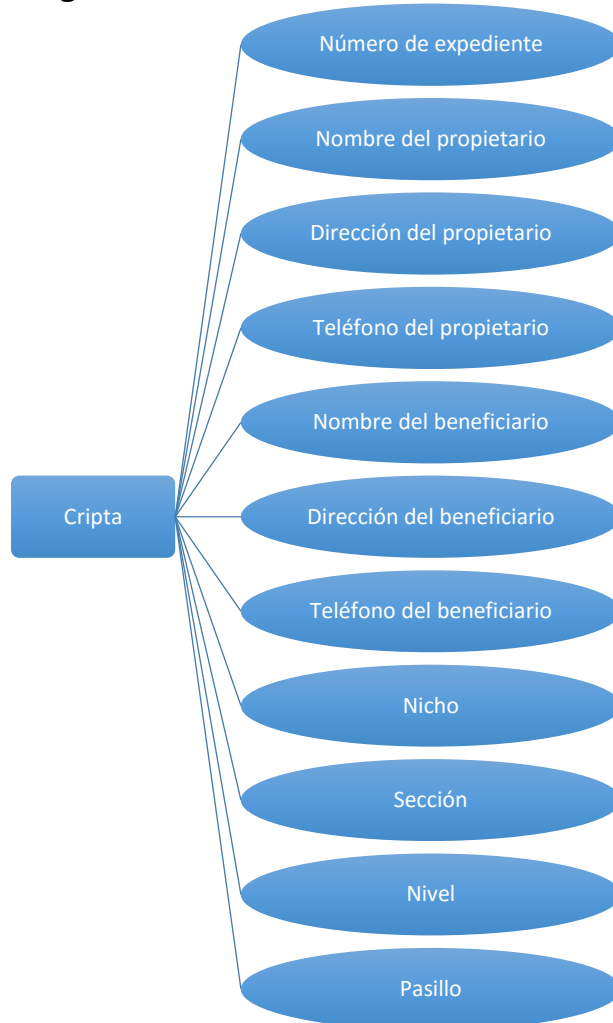 Número de expediente
Nombre del propietario
Dirección del propietario
Teléfono del propietario
Nombre del beneficiario
Cripta
Dirección del beneficiario
Teléfono del beneficiario
Nicho
Sección
Nivel
Pasillo